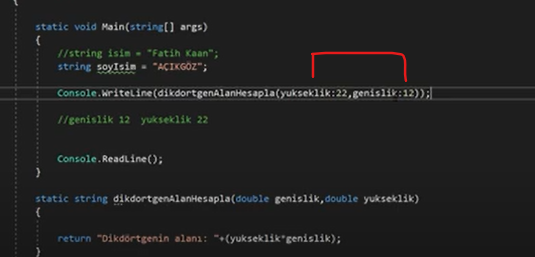 {
static void Main(string[] args)
{
//string isim = "Fatih Kaan";
string soyIsim = "AÇIKGÖZ";
Console.WriteLine(dikdortgenAlanHesapla(yukseklik:22,genislik:12));
//genislik 12  yukseklik 22
Console.ReadLine();
}
static string dikdortgenAlanHesapla(double genislik,double yukseklik)
{
return "Dikdörtgenin alanı: "+(yukseklik*genislik);
}